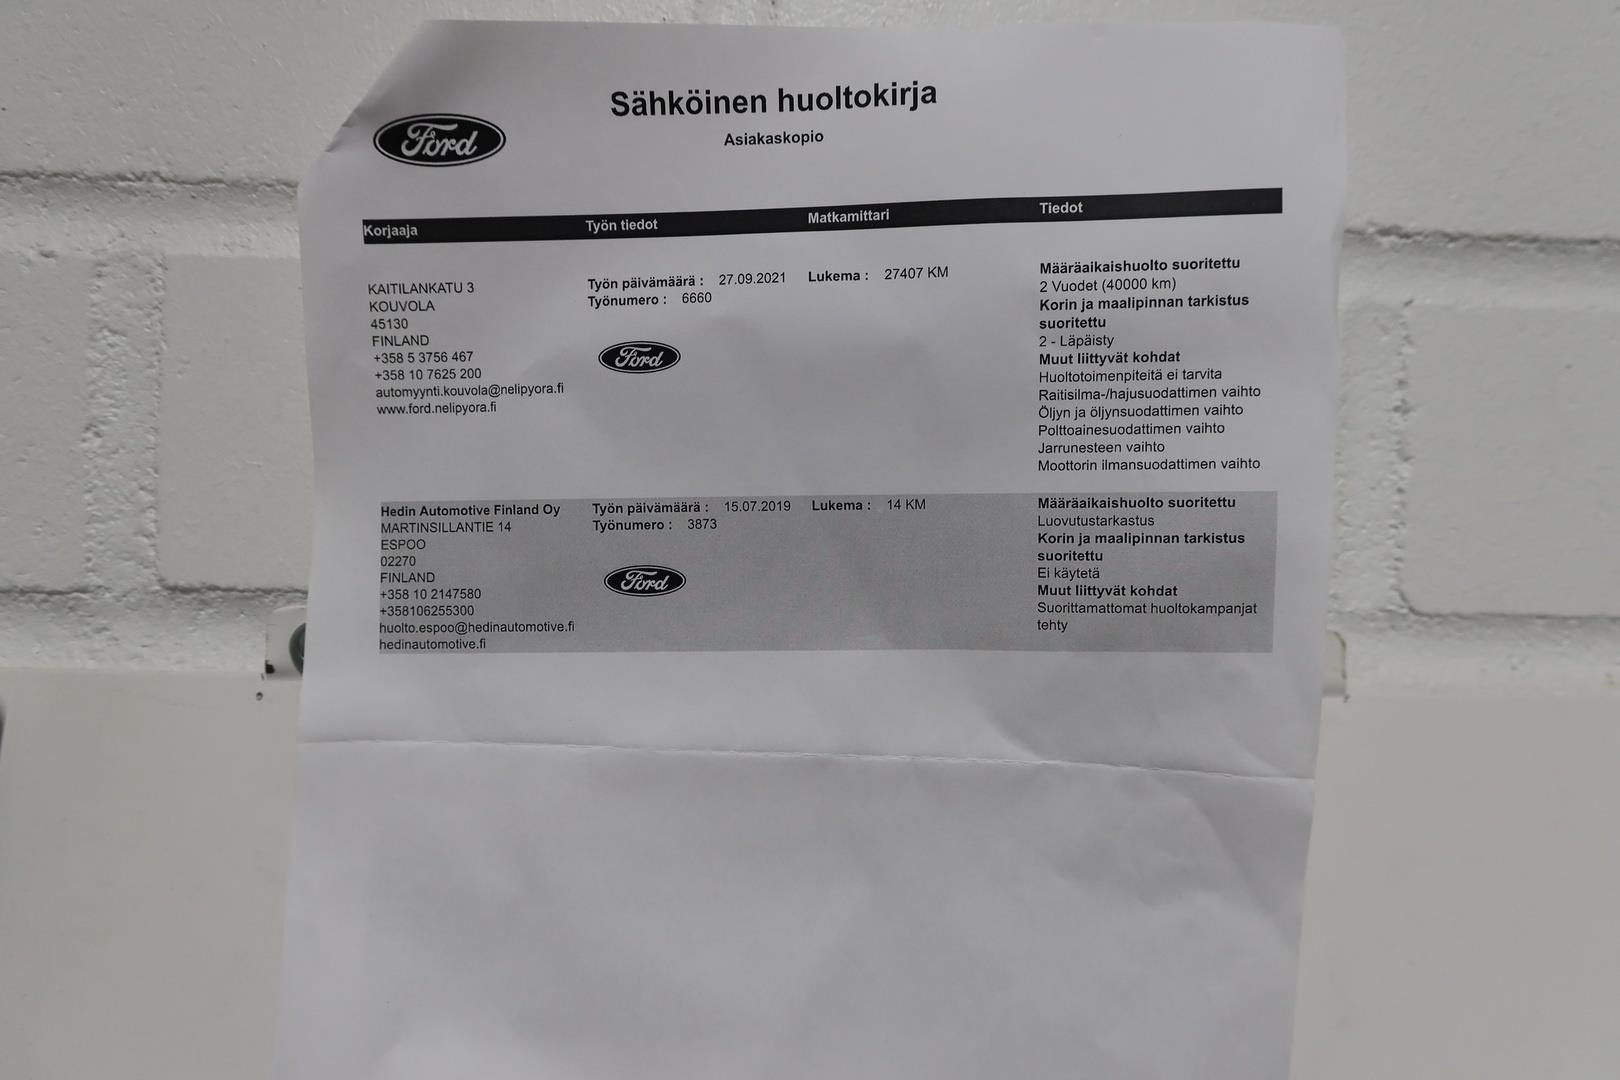 Sähköinen huoltokirja
Asiakaskopio
Ford
Korjaaja Työn tiedot Matkamittari Tiedot
KAITILANKATU 3
KOUVOLA
45130
FINLAND
+358 5 3756 467
+358 10 7625 200
automyynti.kouvola@nelipyora.fi
www.ford.nelipyora.fi
Työn päivämäärä : 27.09.2021
Työnumero : 6660
Ford
Lukema : 27407 KM
Määräaikaishuolto suoritettu
2 Vuodet (40000 km)
Korin ja maalipinnan tarkistus
suoritettu
2 - Läpäisty
Muut liittyvät kohdat
Huoltotoimenpiteitä ei tarvita
Raitisilma-/hajusuodattimen vaihto
Öljyn ja öljynsuodattimen vaihto
Polttoainesuodattimen vaihto
Jarrunesteen vaihto
Moottorin ilmansuodattimen vaihto
Hedin Automotive Finland Oy
MARTINSILLANTIE 14
ESPOO
02270
FINLAND
+358 10 2147580
+358106255300
huolto.espoo@hedinautomotive.fi
hedinautomotive.fi
Työn päivämäärä : 15.07.2019
Työnumero : 3873
Ford
Lukema : 14 KM
Määräaikaishuolto suoritettu
Luovutustarkastus
Korin ja maalipinnan tarkistus
suoritettu
Ei käytetä
Muut liittyvät kohdat
Suorittamattomat huoltokampanjat
tehty